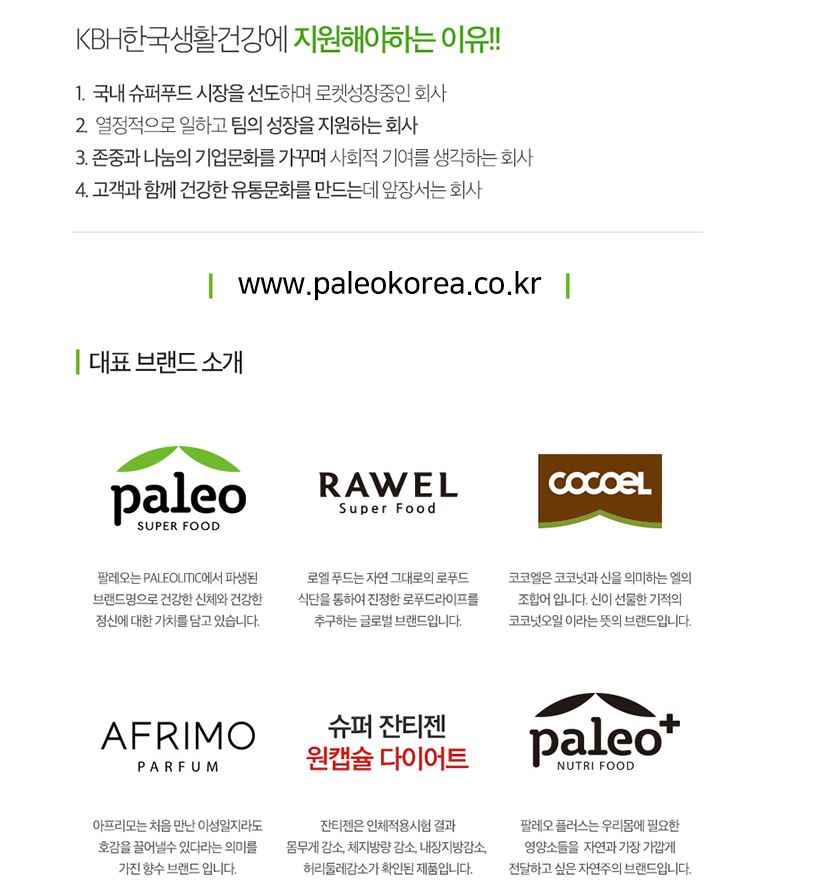 KBH한국생활건강에 지원해야하는 이유!!
1. 국내 슈퍼푸드 시장을 선도하며 로켓성장중인 회사
2. 열정적으로 일하고 팀의 성장을 지원하는 회사
3. 존중과 나눔의 기업문화를 가꾸며 사회적 기여를 생각하는 회사
4. 고객과 함께 건강한 유통문화를 만드는데 앞장서는 회사
www.paleokorea.co.kr
대표 브랜드 소개
paleo
SUPER FOOD
팔레오는 PALEOLITIC에서 파생된
브랜드명으로 건강한 신체와 건강한
정신에 대한 가치를 담고 있습니다.
RAWEL
Super Food
로엘 푸드는 자연 그대로의 로푸드
식단을 통하여 진정한 로푸드라이프를
추구하는 글로벌 브랜드입니다.
COCOEL
코코엘은 코코넛과 신을 의미하는 엘의
조합어 입니다. 신이 선물한 기적의
코코넛오일 이라는 뜻의 브랜드입니다.
AFRIMO
PARFUM
아프리모는 처음 만난 이성일지라도
호감을 끌어낼수 있다라는 의미를
가진 향수 브랜드 입니다.
슈퍼 잔티젠
원캡슐 다이어트
잔티젠은 인체적용시험 결과
몸무게 감소, 체지방량 감소, 내장지방감소,
허리둘레감소가 확인된 제품입니다.
paleo+
NUTRI FOOD
팔레오 플러스는 우리몸에 필요한
영양소들을 자연과 가장 가깝게
전달하고 싶은 자연주의 브랜드입니다.